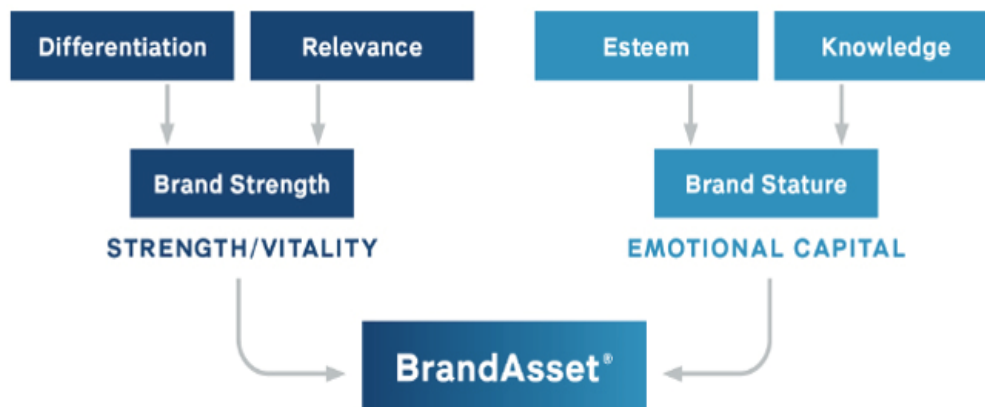 Differentiation
Relevance
Esteem
Knowledge
Brand Strength
Brand Stature
STRENGTH/VITALITY
EMOTIONAL CAPITAL
BrandAsset®